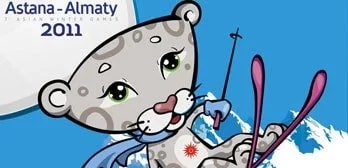 Astana-Almaty
7th ASIAN WINTER GAMES
2011